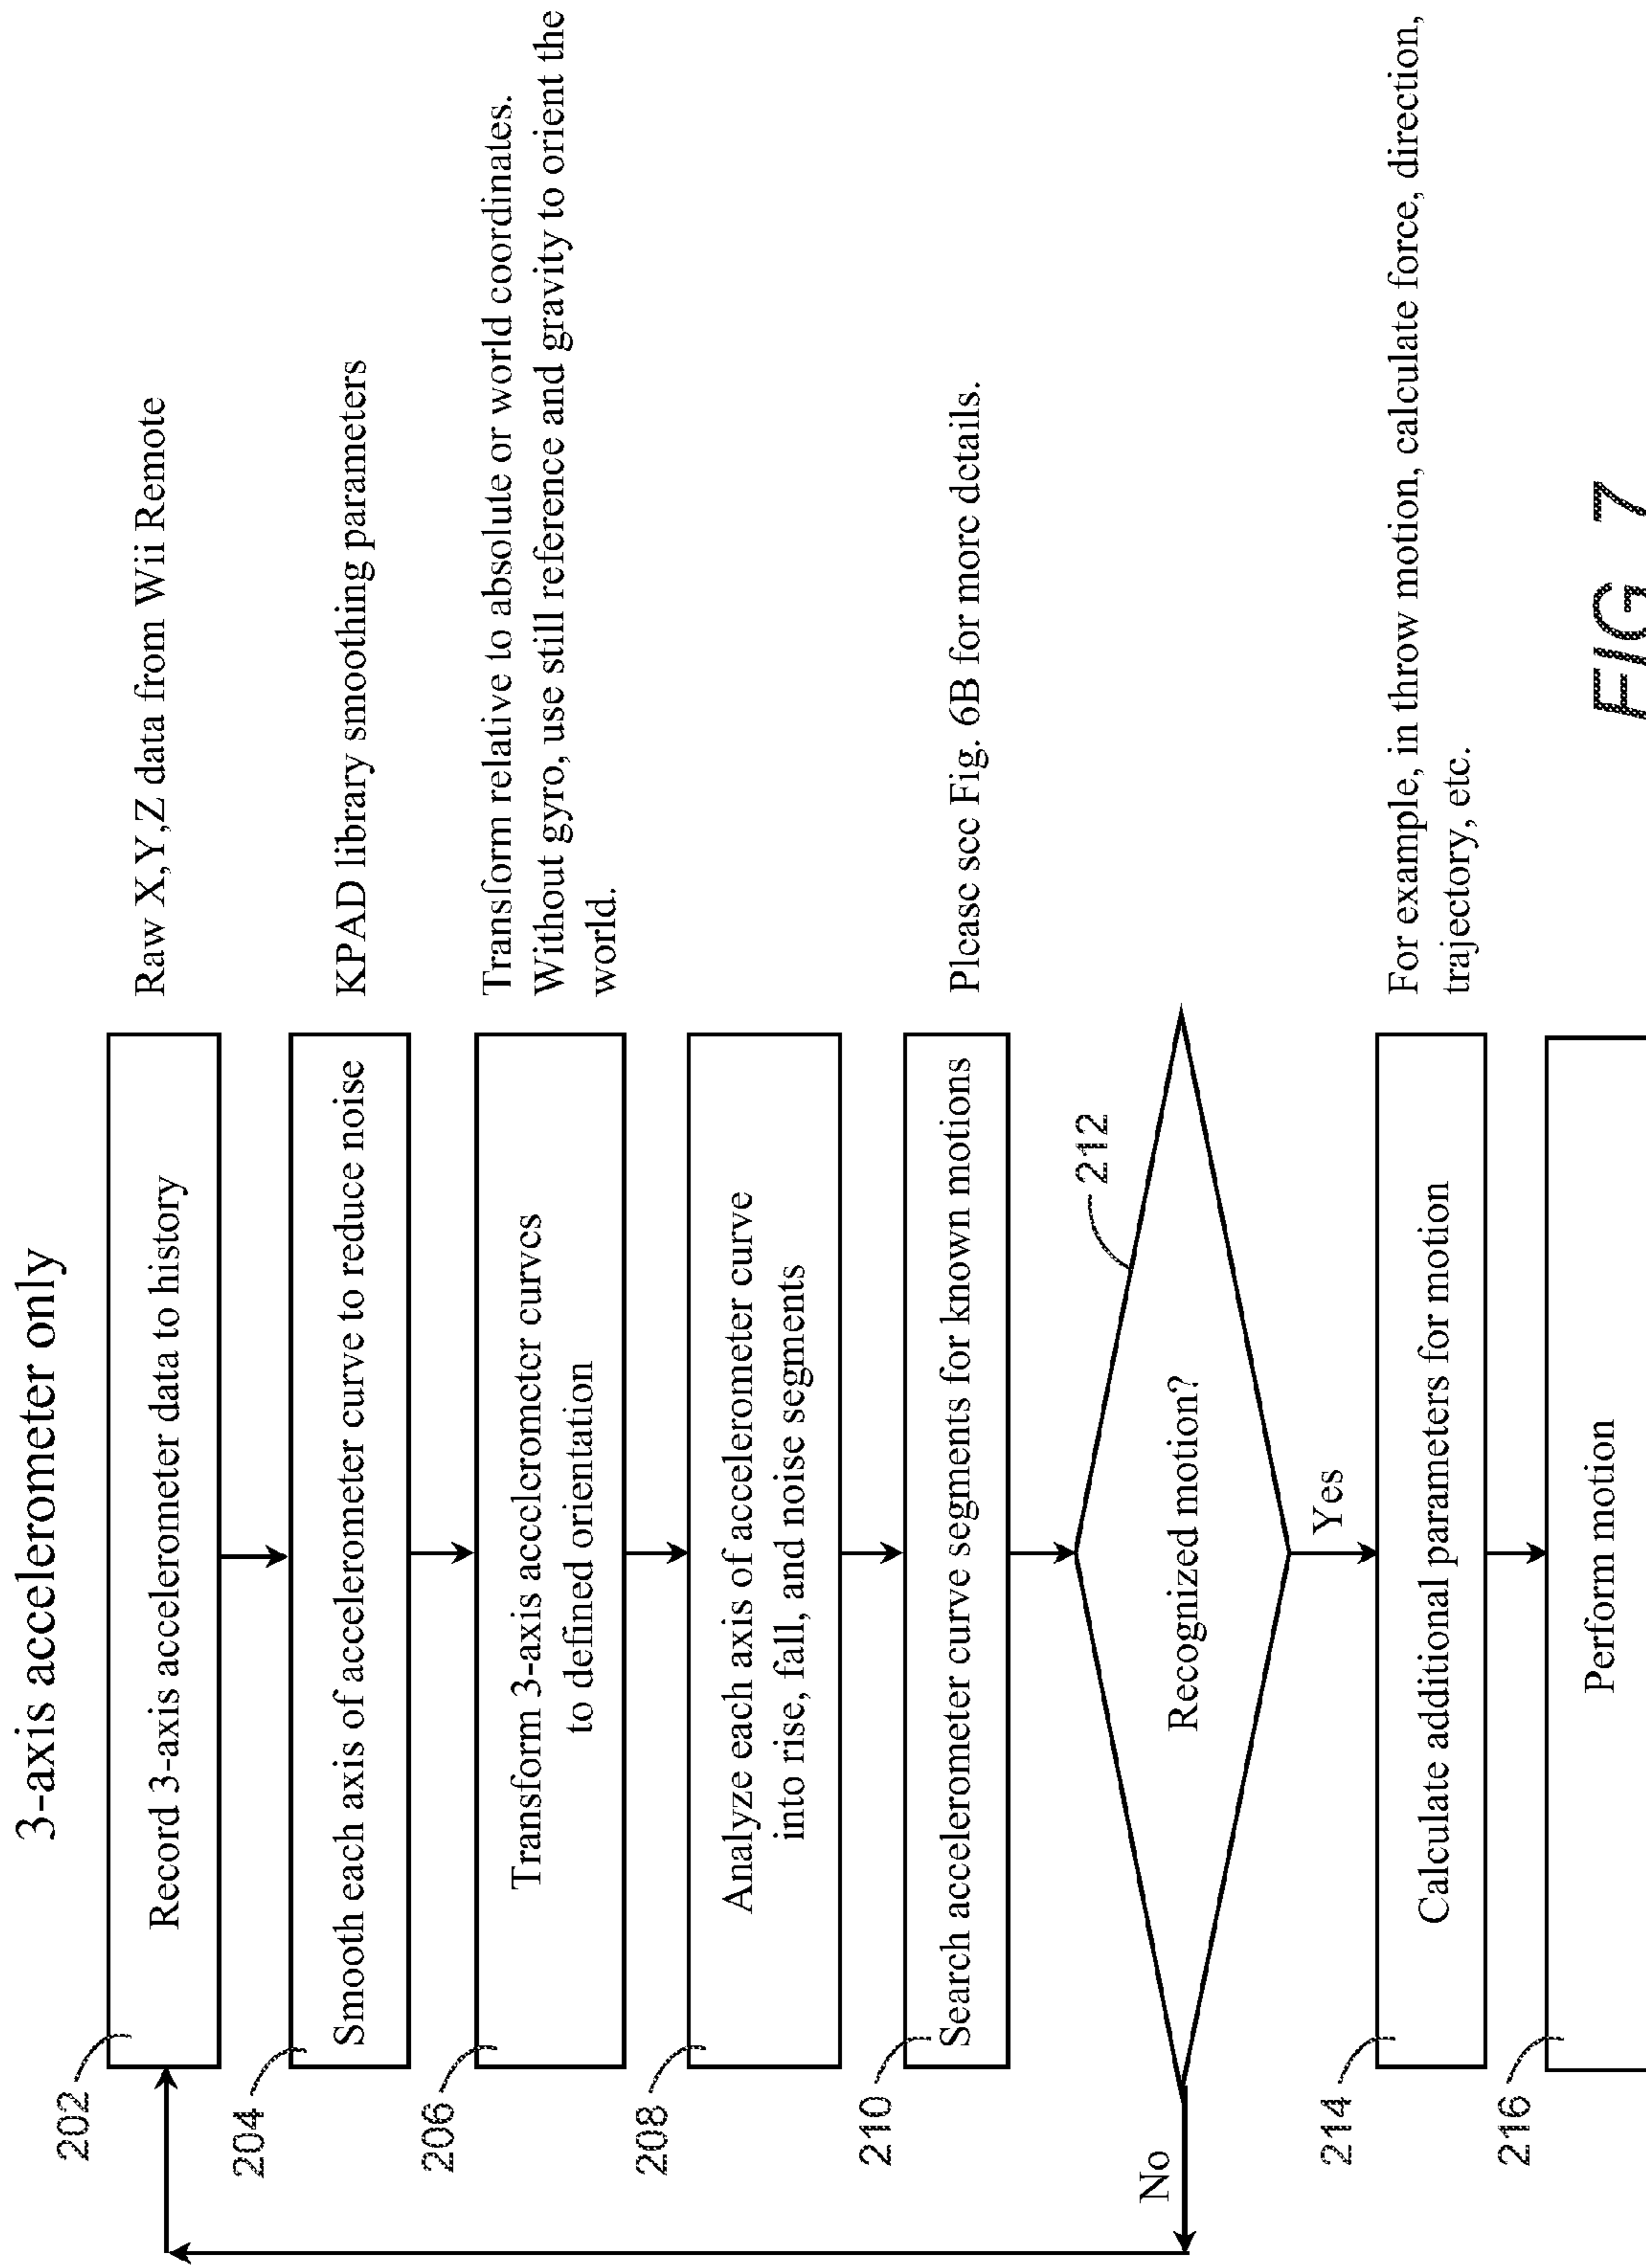 3-axis accelerometer only
202
Record 3-axis accelerometer data to history
Raw X,Y,Z data from Wii Remote
204
Smooth each axis of accelerometer curve to reduce noise
KPAD library smoothing parameters
206
Transform 3-axis accelerometer curves
to defined orientation
Transform relative to absolute or world coordinates.
Without gyro, use still reference and gravity to orient the
world.
208
Analyze each axis of accelerometer curve
into rise, fall, and noise segments
210
Search accelerometer curve segments for known motions
Please see Fig. 6B for more details.
212
Recognized motion?
No
Yes
214
Calculate additional parameters for motion
For example, in throw motion, calculate force, direction,
trajectory, etc.
216
Perform motion
FIG 7